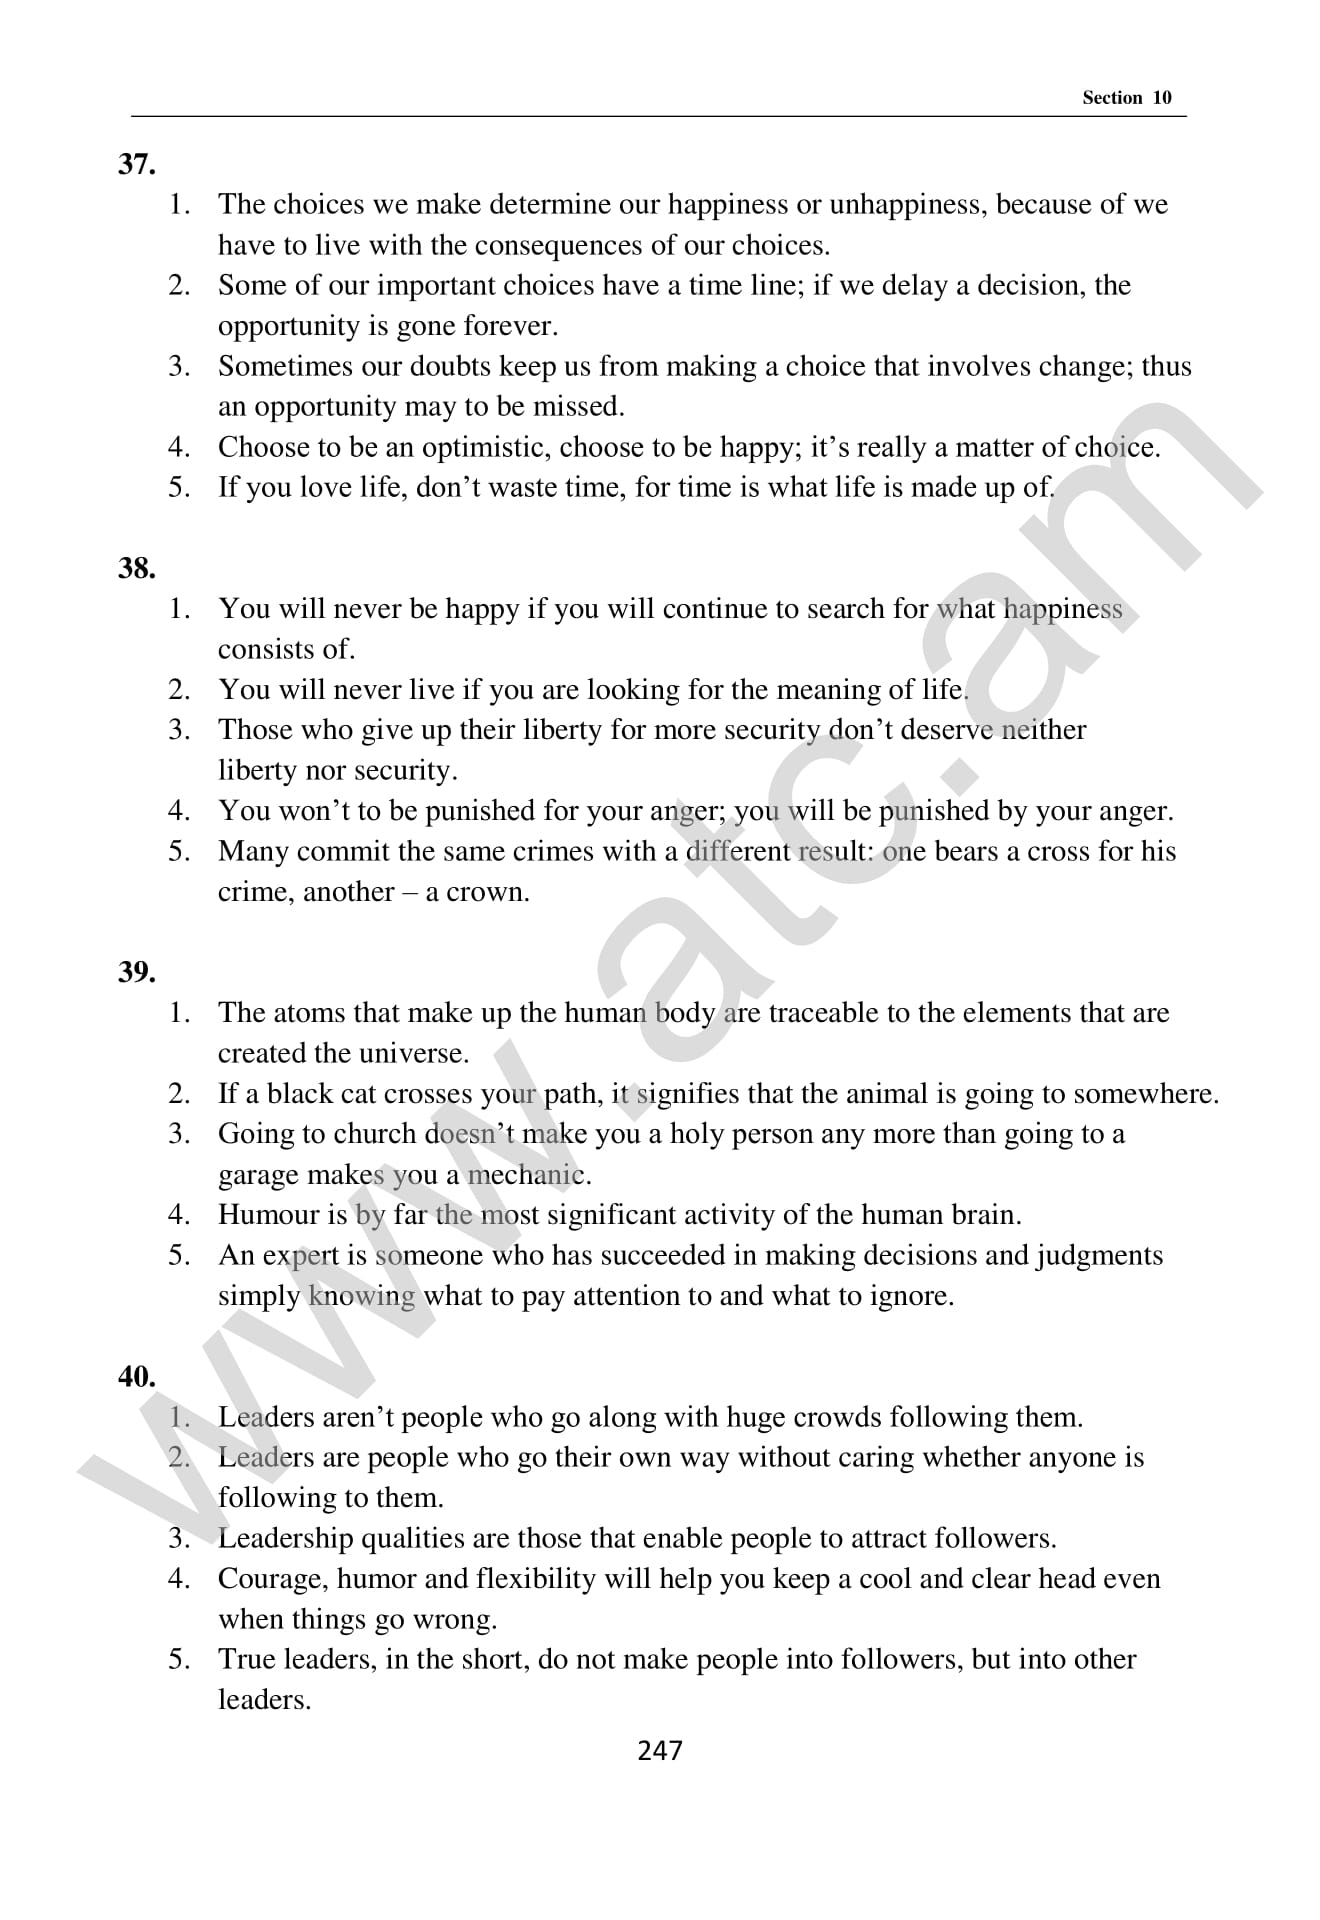 Section 10
37.
1. The choices we make determine our happiness or unhappiness, because of we
have to live with the consequences of our choices.
2. Some of our important choices have a time line; if we delay a decision, the
opportunity is gone forever.
3. Sometimes our doubts keep us from making a choice that involves change; thus
an opportunity may to be missed.
4. Choose to be an optimistic, choose to be happy; it’s really a matter of choice.
5. If you love life, don’t waste time, for time is what life is made up of.
38.
1. You will never be happy if you will continue to search for what happiness
consists of.
2. You will never live if you are looking for the meaning of life.
3. Those who give up their liberty for more security don’t deserve neither
liberty nor security.
4. You won’t to be punished for your anger; you will be punished by your anger.
5. Many commit the same crimes with a different result: one bears a cross for his
crime, another – a crown.
39.
1. The atoms that make up the human body are traceable to the elements that are
created the universe.
2. If a black cat crosses your path, it signifies that the animal is going to somewhere.
3. Going to church doesn’t make you a holy person any more than going to a
garage makes you a mechanic.
4. Humour is by far the most significant activity of the human brain.
5. An expert is someone who has succeeded in making decisions and judgments
simply knowing what to pay attention to and what to ignore.
40.
1. Leaders aren’t people who go along with huge crowds following them.
2. Leaders are people who go their own way without caring whether anyone is
following to them.
3. Leadership qualities are those that enable people to attract followers.
4. Courage, humor and flexibility will help you keep a cool and clear head even
when things go wrong.
5. True leaders, in the short, do not make people into followers, but into other
leaders.
247
www.atc.am